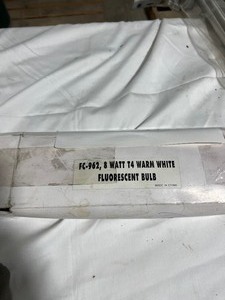 FC-962, 8 WATT T4 WARM WHITE
FLUORESCENT BULB